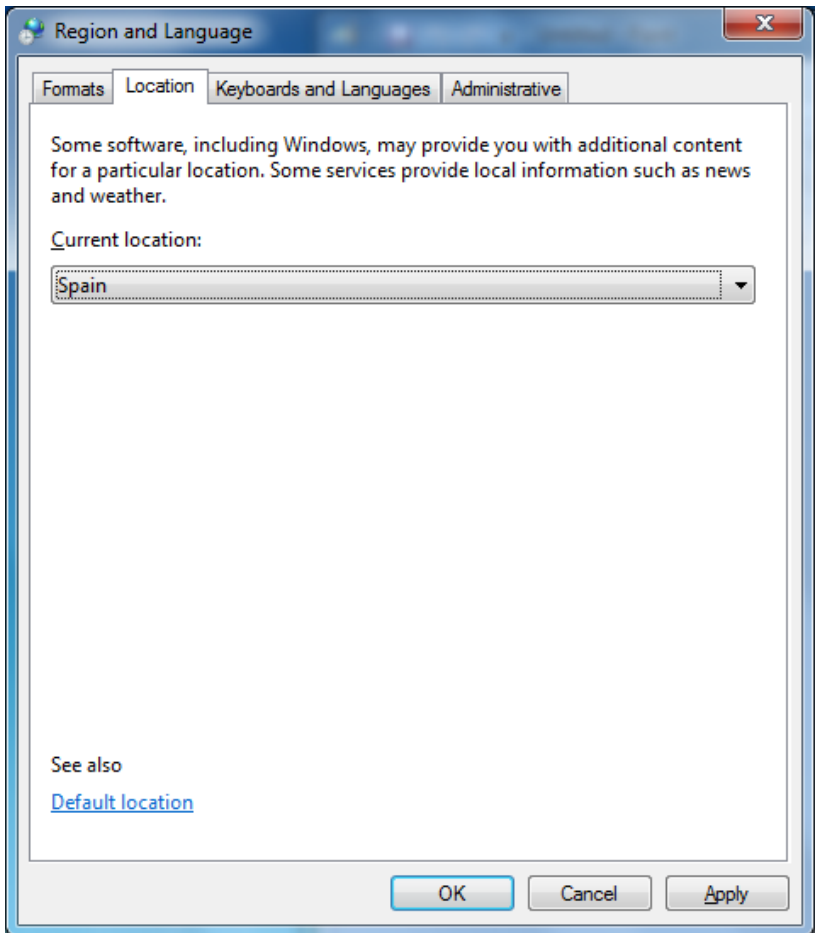 Region and Language
Formats Location Keyboards and Languages Administrative
Some software, including Windows, may provide you with additional content
for a particular location. Some services provide local information such as news
and weather.
Current location:
Spain
See also
Default location
OK Cancel Apply